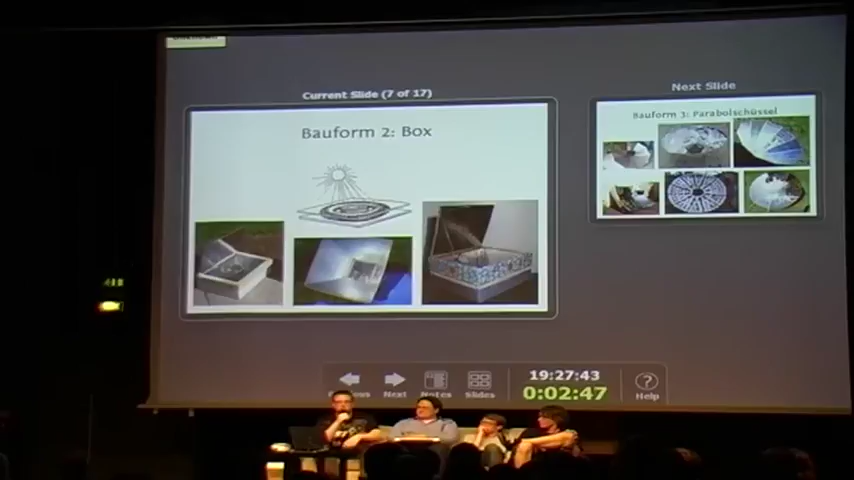 Current Slide (7 of 17)
Bauform 2: Box
Next Slide
Bauform 3: Parabolschüssel
Next
Notes
Slides
19:27:43
0:02:47
Help